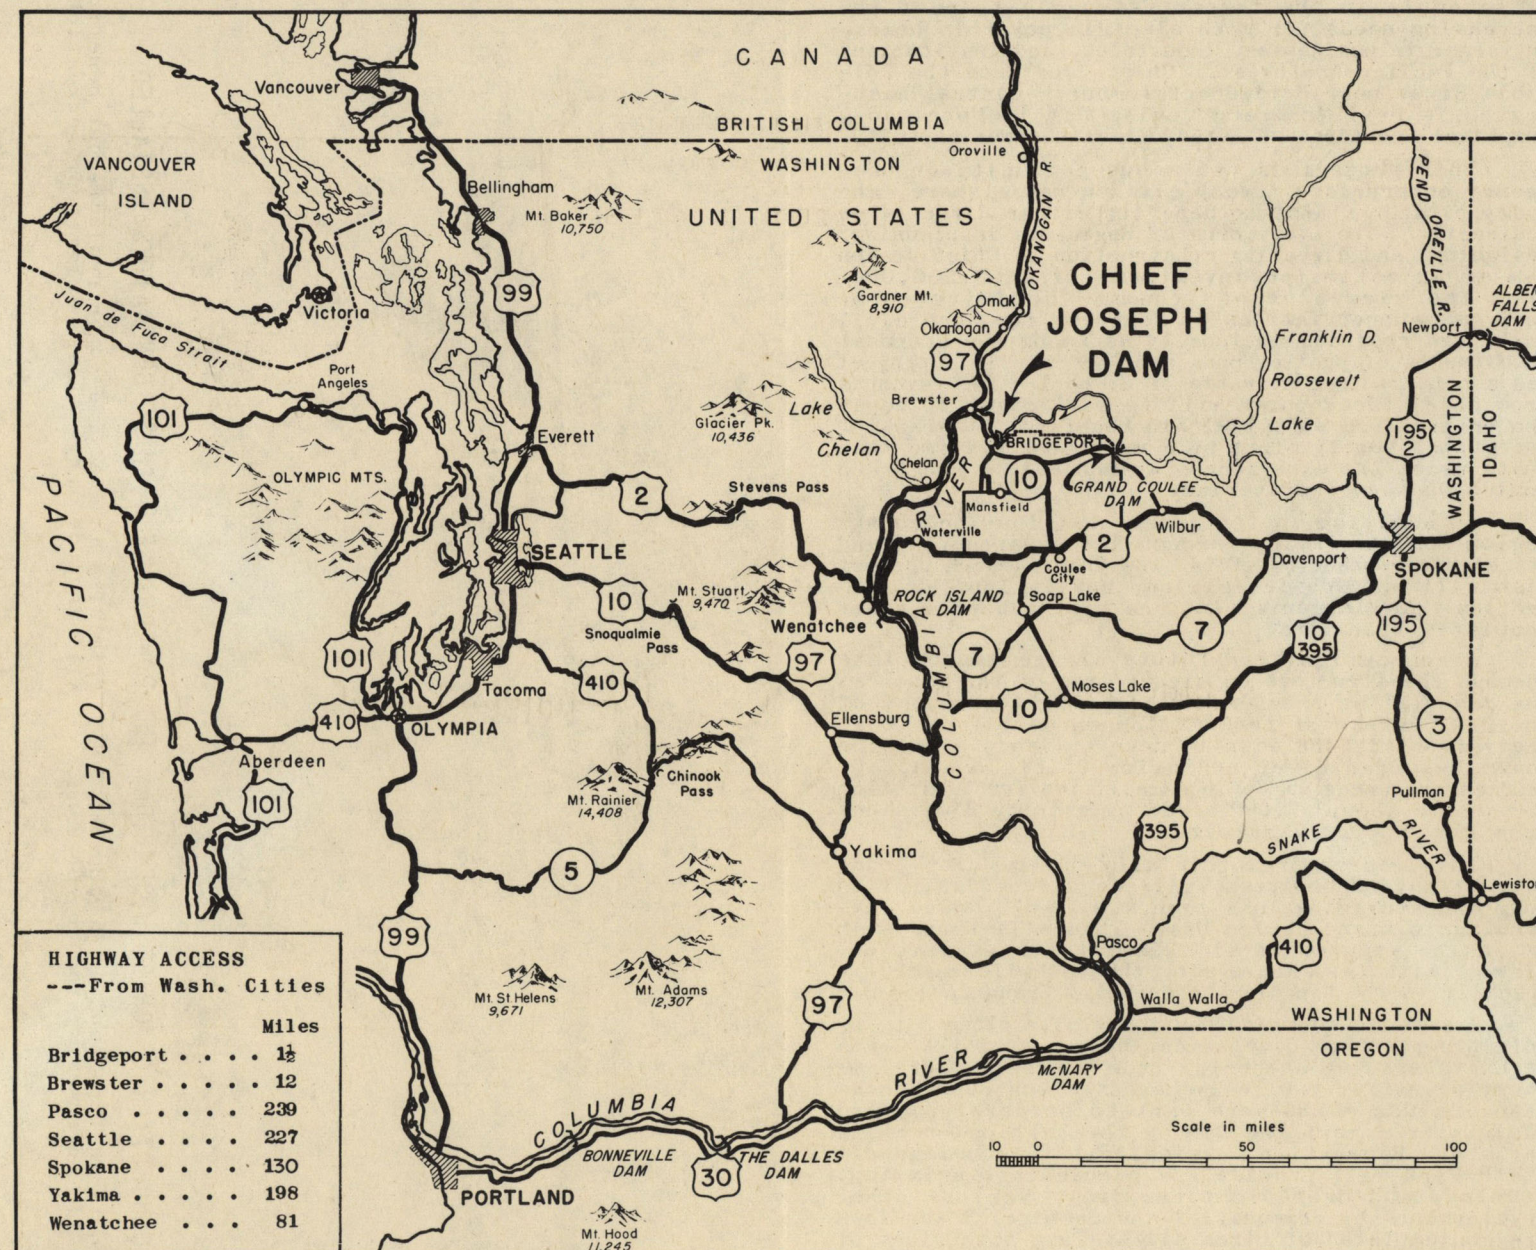 CANADA
Vancouver
BRITISH COLUMBIA
WASHINGTON
Oroville
VANCOUVER
ISLAND
Bellingham
Mt. Baker
10,750
UNITED STATES
OKANOGAN R.
PEND OREILLE R.
99
Victoria
Juan de Fuca Strait
Gardner Mt.
8,910
Omak
Okanogan
CHIEF
JOSEPH
DAM
Franklin D.
Roosevelt
Lake
Newport
FALLS
DAM
97
Port
Angeles
101
Brewster
Glacier Pk.
10,436
Lake
Chelan
WASHINGTON
IDAHO
195
2
Everett
Chelan
BRIDGEPORT
OLYMPIC MTS.
2
Stevens Pass
RIVER
10
Mansfield
GRAND COULEE
DAM
Waterville
2
Wilbur
SEATTLE
Coulee
City
Davenport
SPOKANE
PACIFIC OCEAN
10
Mt. Stuart
9,470
ROCK ISLAND
DAM
Soap Lake
Snoqualmie
Pass
Wenatchee
7
7
10
395
195
101
97
410
Tacoma
Moses Lake
10
COLUMBIA
410
OLYMPIA
Ellensburg
3
Aberdeen
101
Chinook
Pass
Mt. Rainier
14,408
Pullman
395
SNAKE RIVER
Yakima
5
Lewiston
99
Pasco
410
Mt. St. Helens
9,671
Mt. Adams
12,307
97
Walla Walla
WASHINGTON
OREGON
RIVER
McNARY
DAM
COLUMBIA
BONNEVILLE
DAM
30
THE DALLES
DAM
PORTLAND
Mt. Hood
11,245
Scale in miles
10 0 50 100
HIGHWAY ACCESS
---From Wash. Cities
Miles
Bridgeport . . . . 1½
Brewster . . . . . 12
Pasco . . . . . 239
Seattle . . . . 227
Spokane . . . . 130
Yakima . . . . . 198
Wenatchee . . . 81